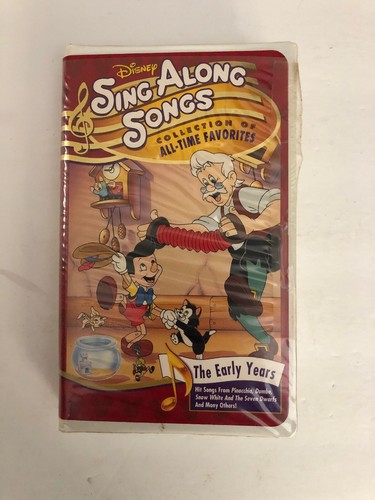 Disney
SING ALONG
SONGS
COLLECTION OF
ALL-TIME FAVORITES
The Early Years
Hit Songs From Pinocchio, Dumbo,
Snow White And The Seven Dwarfs
And Many Others!